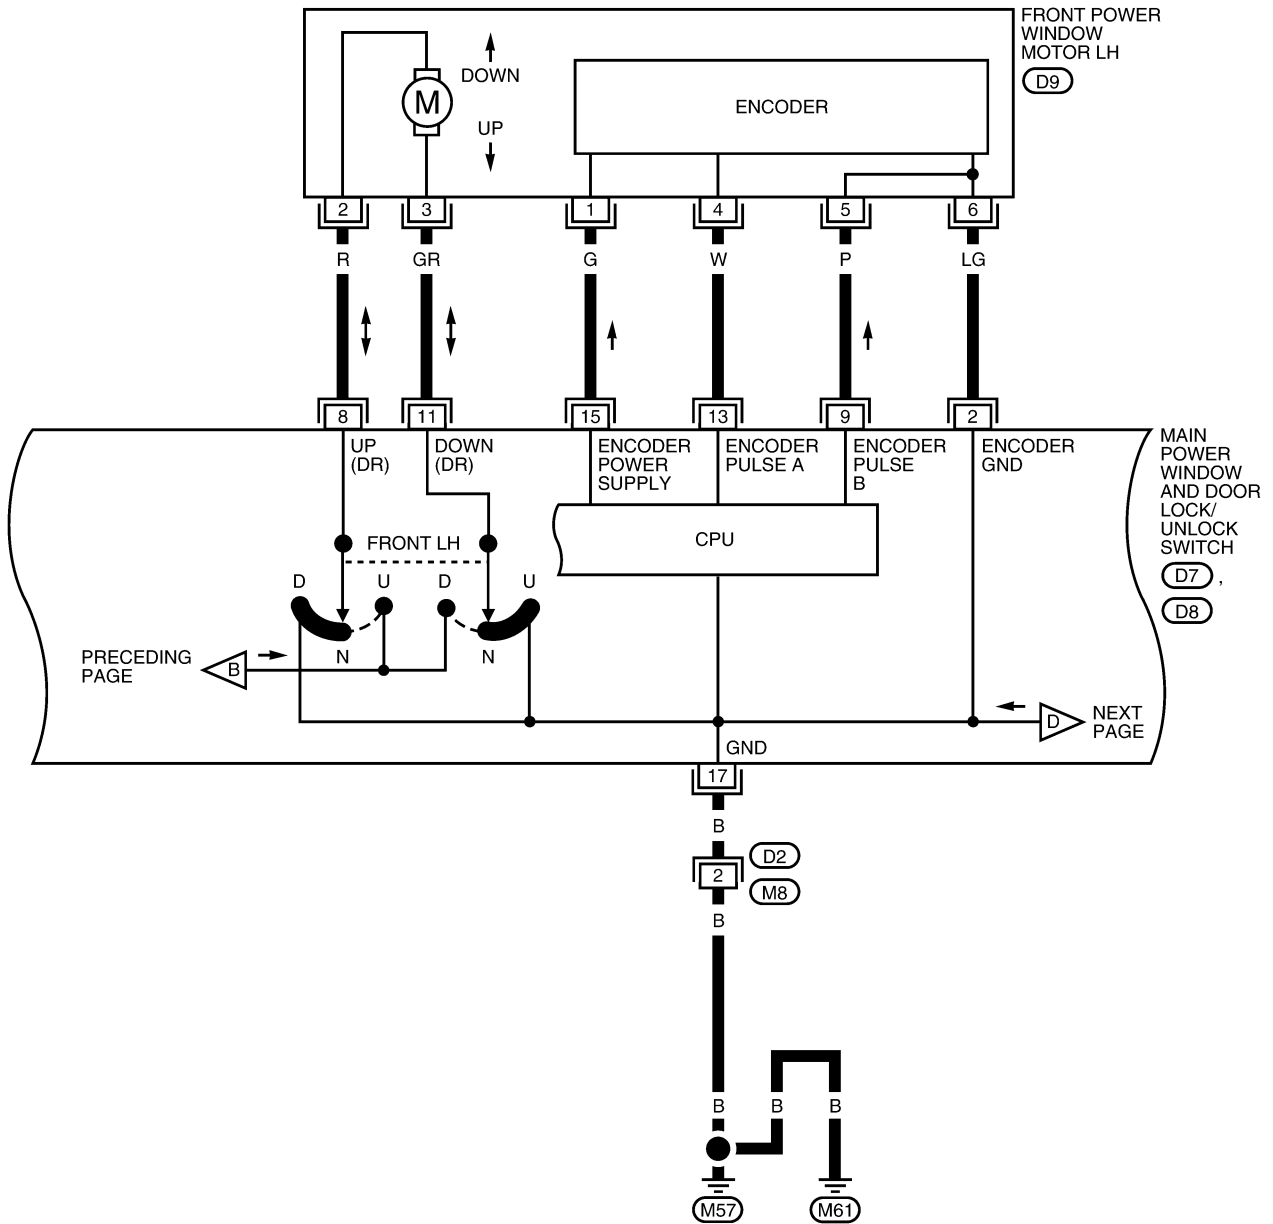 FRONT POWER
WINDOW
MOTOR LH
D9
DOWN
M
UP
ENCODER
2 3 1 4 5 6
R GR G W P LG
8 11 15 13 9 2
UP
(DR)
DOWN
(DR)
ENCODER
POWER
SUPPLY
ENCODER
PULSE A
ENCODER
PULSE
B
ENCODER
GND
MAIN
POWER
WINDOW
AND DOOR
LOCK/
UNLOCK
SWITCH
D7 ,
D8
CPU
FRONT LH
D U D U
N N
PRECEDING
PAGE
B
D
NEXT
PAGE
GND
17
B
D2
2
M8
B
B B B
M57 M61